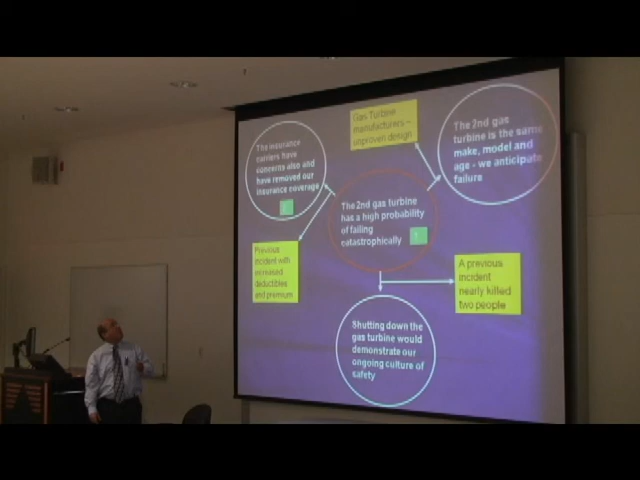 The insurance
carriers have
concerns also and
have removed our
insurance coverage
Gas Turbine
manufacturers –
unproven design
The 2nd gas
turbine is the same
make, model and
age - we anticipate
failure
The 2nd gas turbine
has a high probability
of failing
catastrophically
Previous
incident with
increased
deductibles
and premium
A previous
incident
nearly killed
two people
Shutting down the
gas turbine would
demonstrate our
ongoing culture of
safety